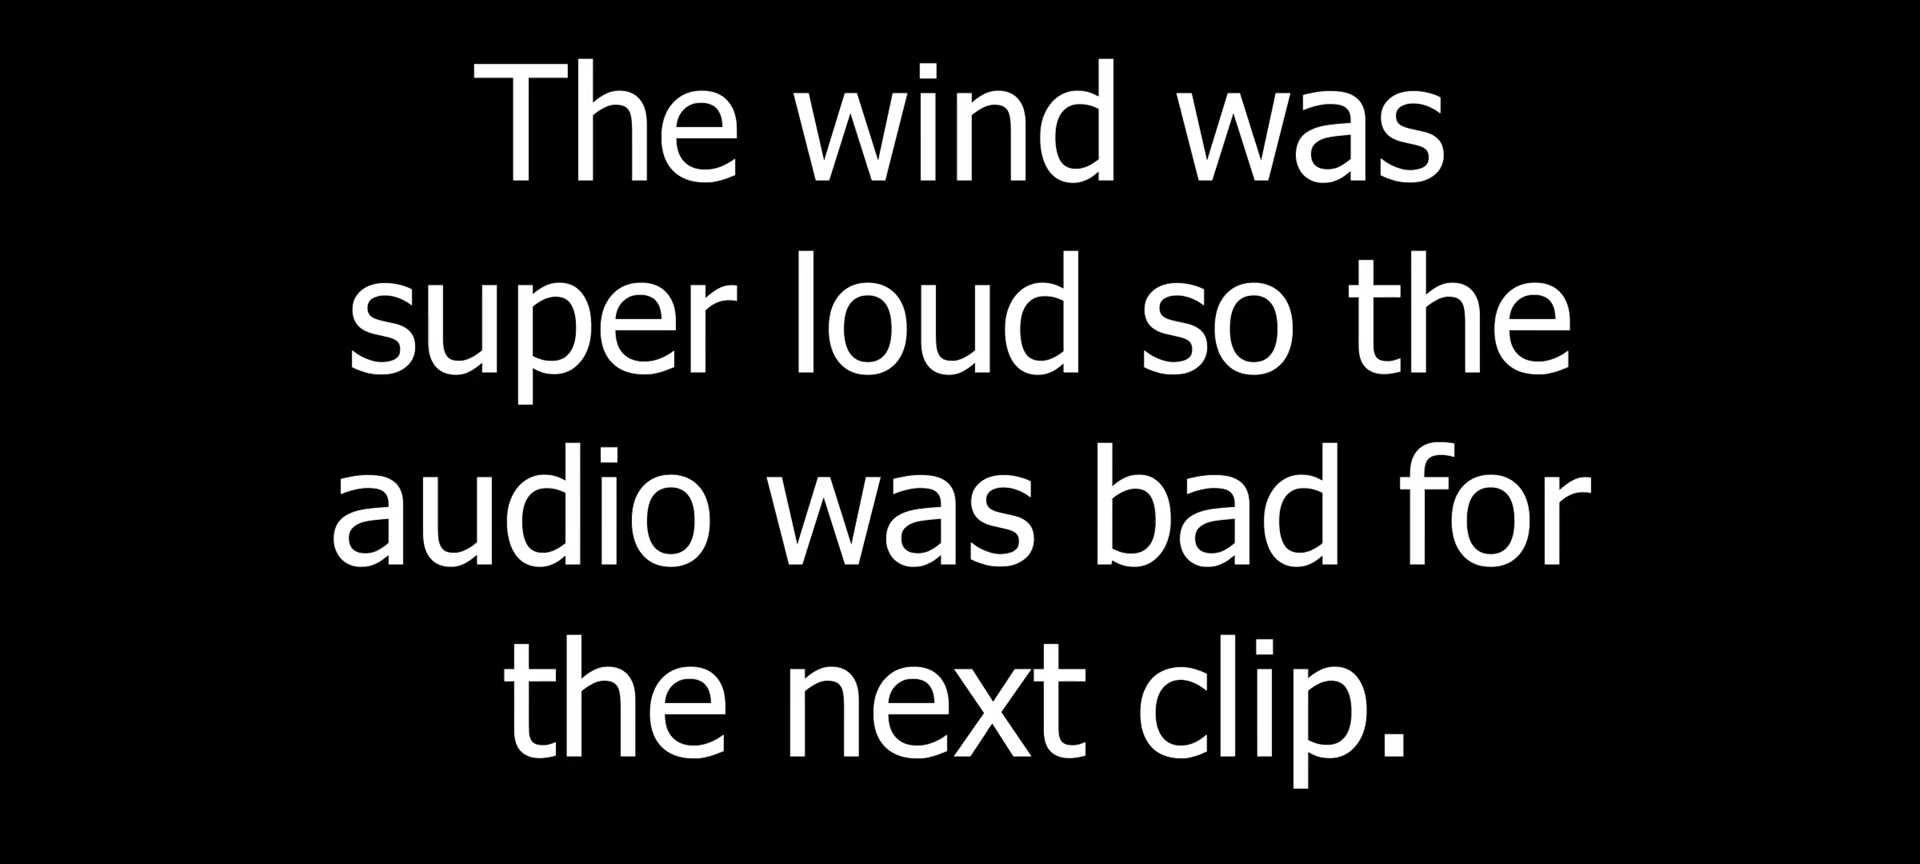 The wind was
super loud so the
audio was bad for
the next clip.